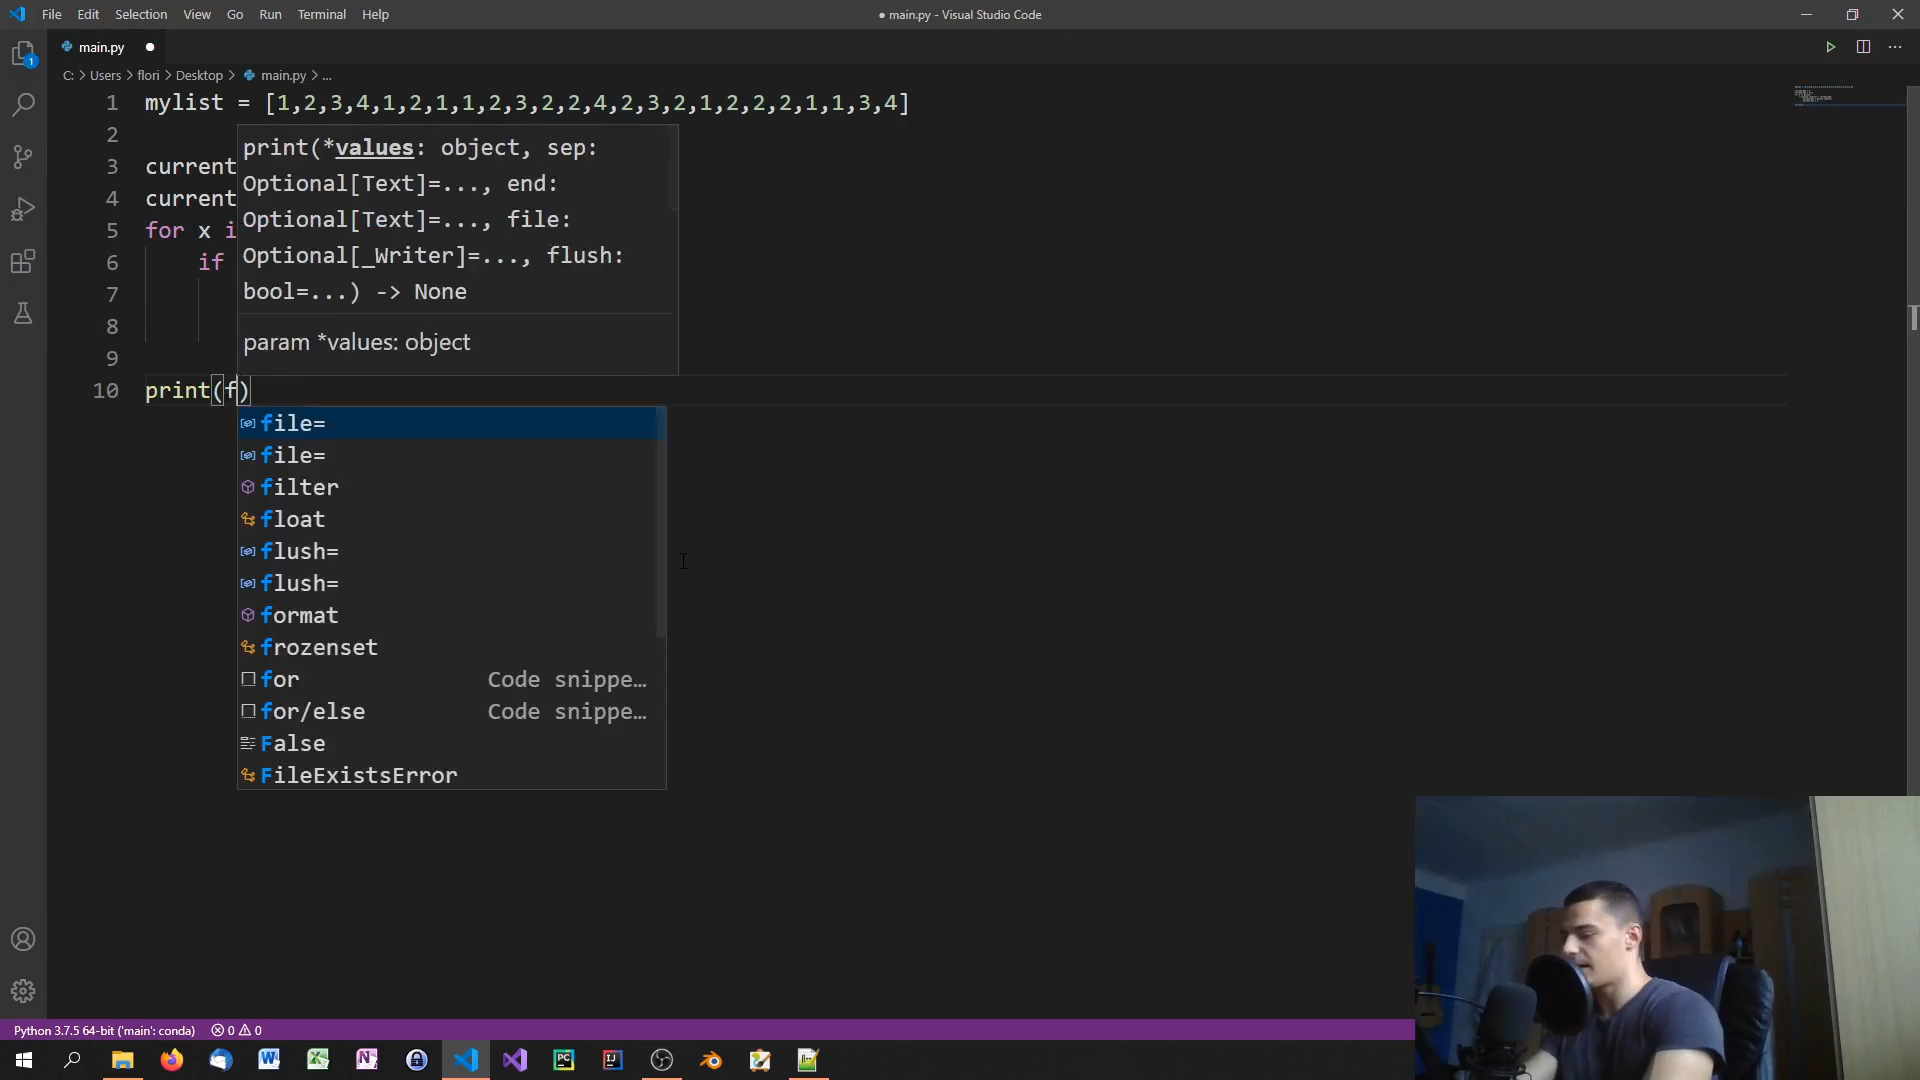 File Edit Selection View Go Run Terminal Help
● main.py - Visual Studio Code
1
main.py ●
C: > Users > flori > Desktop > main.py > ...
1 mylist = [1,2,3,4,1,2,1,1,2,3,2,2,4,2,3,2,1,2,2,2,1,1,3,4]
2
3 current
4 current
5 for x i
6 if
7
8
9
10 print(f)
print(*values: object, sep:
Optional[Text]=..., end:
Optional[Text]=..., file:
Optional[_Writer]=..., flush:
bool=...) -> None
param *values: object
file=
file=
filter
float
flush=
flush=
format
frozenset
for Code snippe...
for/else Code snippe...
False
FileExistsError
Python 3.7.5 64-bit ('main': conda) 0 0